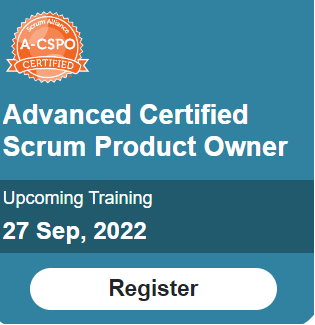 Scrum Alliance
A-CSPO
CERTIFIED
Advanced Certified
Scrum Product Owner
Upcoming Training
27 Sep, 2022
Register